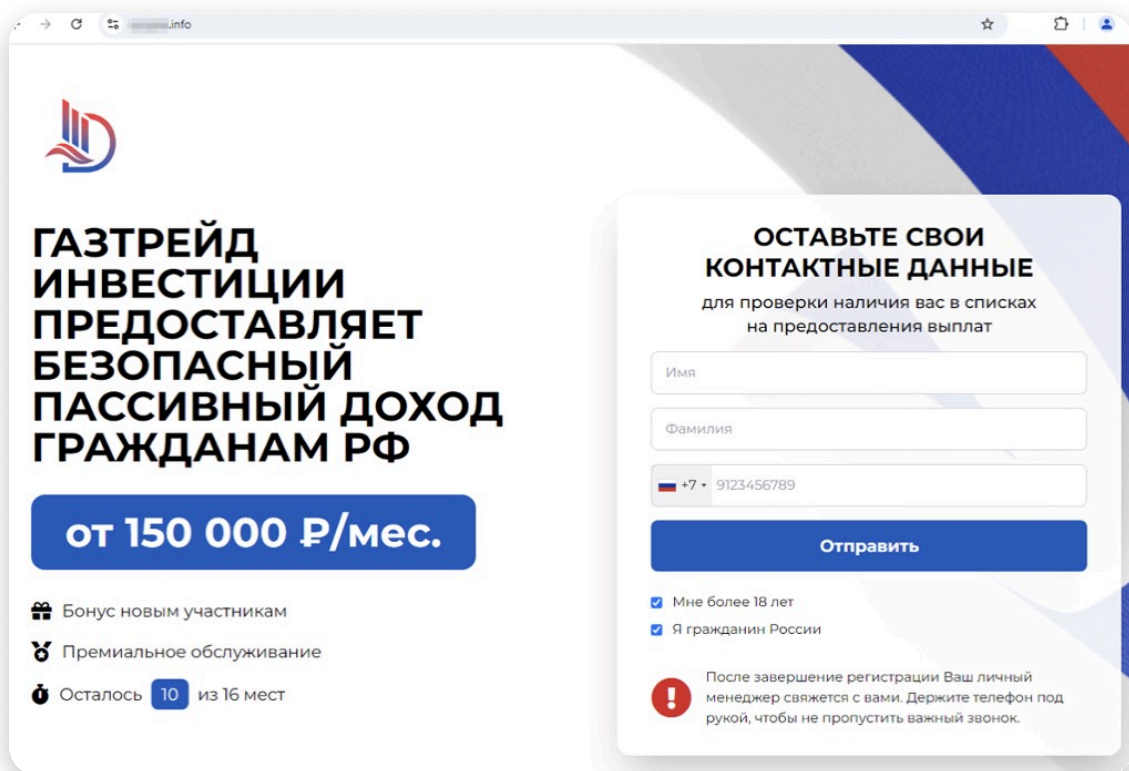 .info
ГАЗТРЕЙД
ИНВЕСТИЦИИ
ПРЕДОСТАВЛЯЕТ
БЕЗОПАСНЫЙ
ПАССИВНЫЙ ДОХОД
ГРАЖДАНАМ РФ
от 150 000 ₽/мес.
Бонус новым участникам
Премиальное обслуживание
Осталось 10 из 16 мест
ОСТАВЬТЕ СВОИ
КОНТАКТНЫЕ ДАННЫЕ
для проверки наличия вас в списках
на предоставления выплат
Имя
Фамилия
+7 9123456789
Отправить
Мне более 18 лет
Я гражданин России
После завершение регистрации Ваш личный
менеджер свяжется с вами. Держите телефон под
рукой, чтобы не пропустить важный звонок.